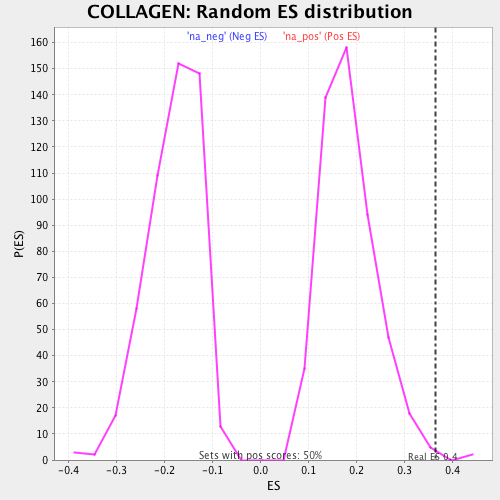 COLLAGEN: Random ES distribution
'na_neg' (Neg ES) 'na_pos' (Pos ES)
160
150
140
130
120
110
100
90
80
70
60
50
40
30
20
10
0
P(ES)
Sets with pos scores: 50%
Real ES 0.4
-0.4 -0.3 -0.2 -0.1 0.0 0.1 0.2 0.3 0.4
ES